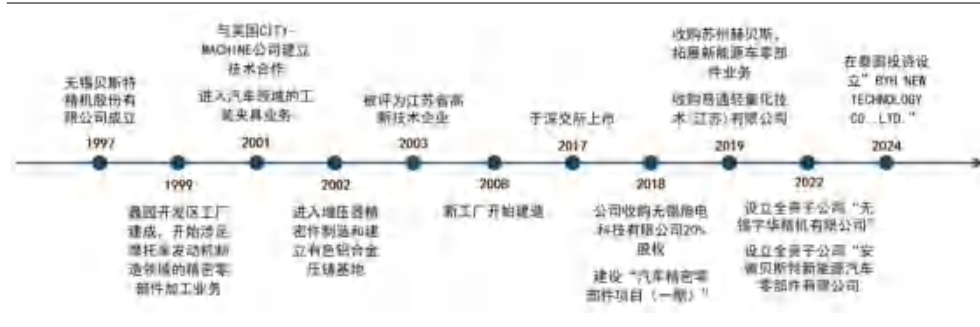 无锡贝斯特
精机股份有
限公司成立
1997
1999
蠡园开发区工厂
建成，开始涉足
摩托车发动机制
造领域的精密零
部件加工业务
与英国CITY-
MACHINE公司建立
技术合作
进入汽车领域的工
装夹具业务
2001
2002
进入增压器精
密件制造和建
立有色铝合金
压铸基地
被评为江苏省高
新技术企业
2003
2008
新工厂开始建造
于深交所上市
2017
2018
公司收购无锡旭电
科技有限公司20%
股权
建设“汽车精密零
部件项目（一期）”
收购苏州赫贝斯，
拓展新能源车零部
件业务
收购易通轻量化技
术(江苏)有限公司
2019
2022
设立全资子公司“无
锡宇华精机有限公司”
设立全资子公司“安
徽贝斯特新能源汽车
零部件有限公司
在泰国投资设
立”
NEW
TECHNOLOGY
CO.,LTD.”
2024